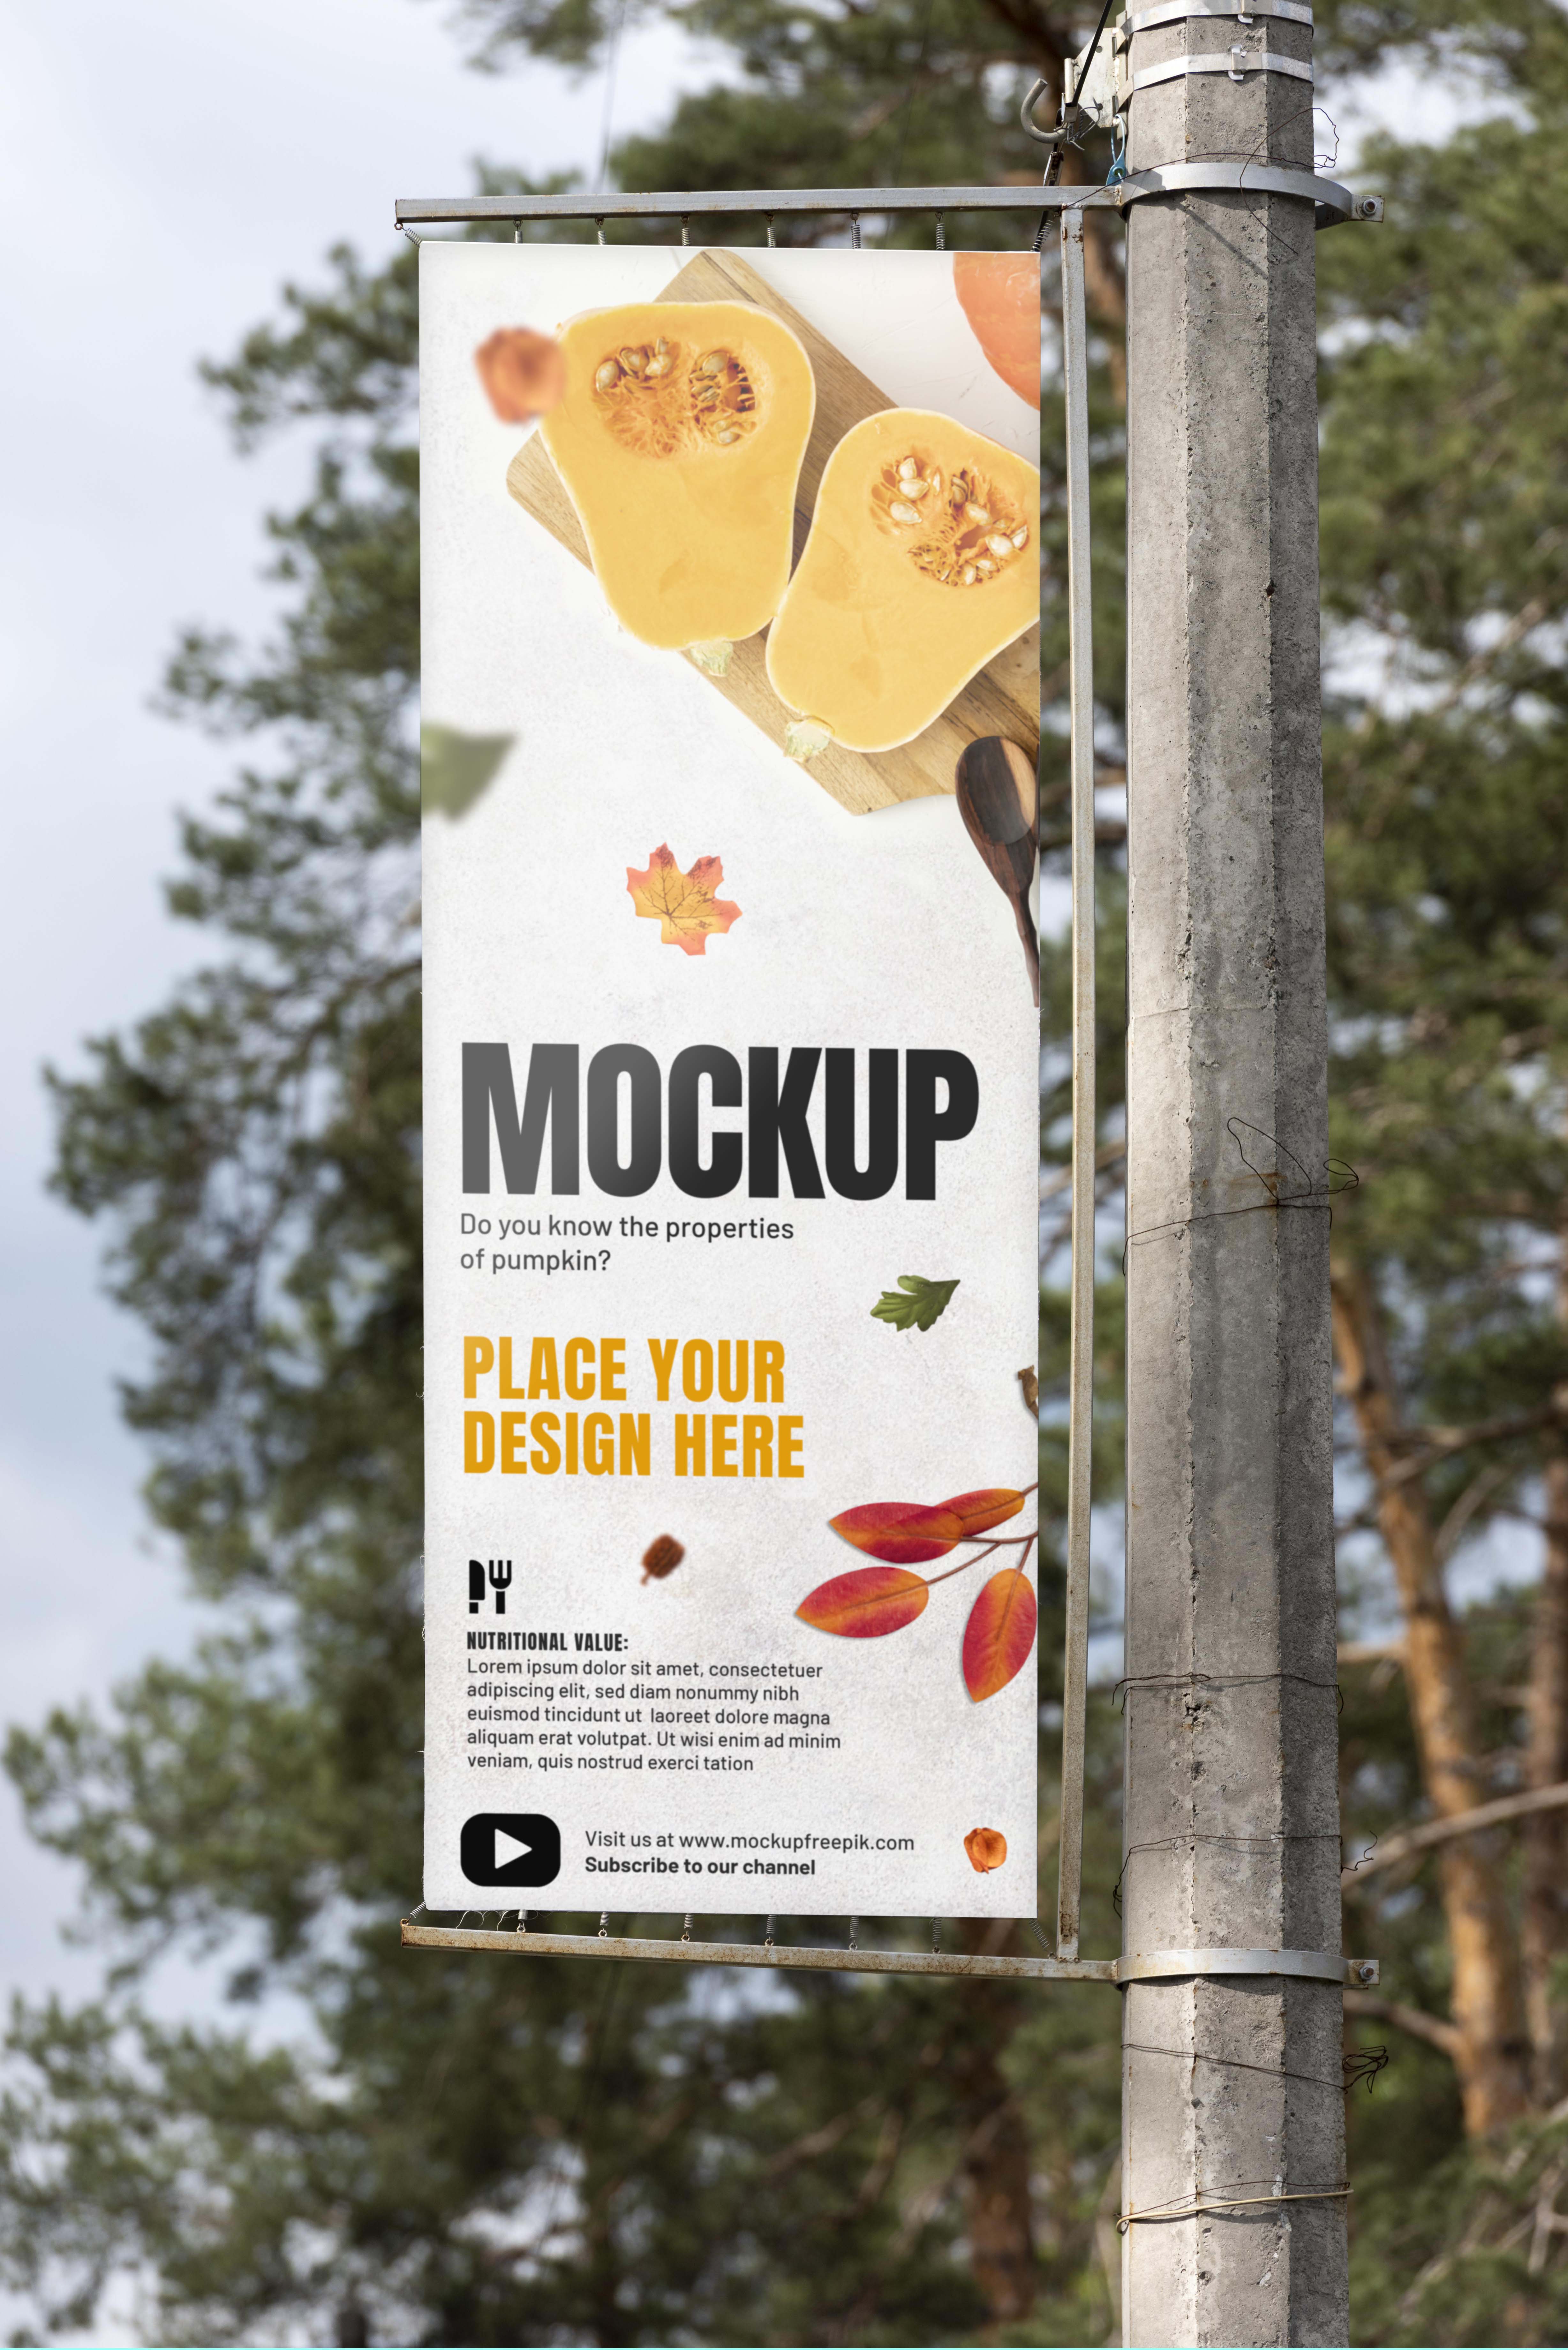 MOCKUP
Do you know the properties
of pumpkin?
PLACE YOUR
DESIGN HERE
NUTRITIONAL VALUE:
Lorem ipsum dolor sit amet, consectetuer
adipiscing elit, sed diam nonummy nibh
euismod tincidunt ut laoreet dolore magna
aliquam erat volutpat. Ut wisi enim ad minim
veniam, quis nostrud exerci tation
Visit us at www.mockupfreepik.com
Subscribe to our channel